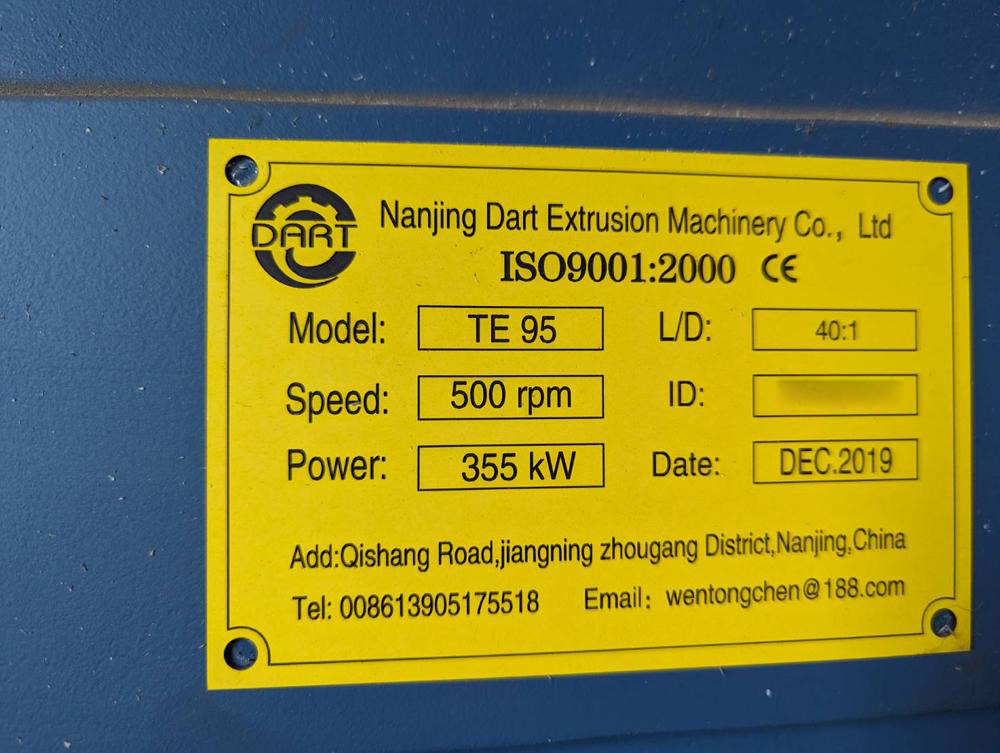 DART
Nanjing Dart Extrusion Machinery Co., Ltd
ISO9001:2000 CE
Model: TE 95 L/D: 40:1
Speed: 500 rpm ID:
Power: 355 kW Date: DEC.2019
Add:Qishang Road,jiangning zhougang District,Nanjing,China
Tel: 008613905175518 Email: wentongchen@188.com